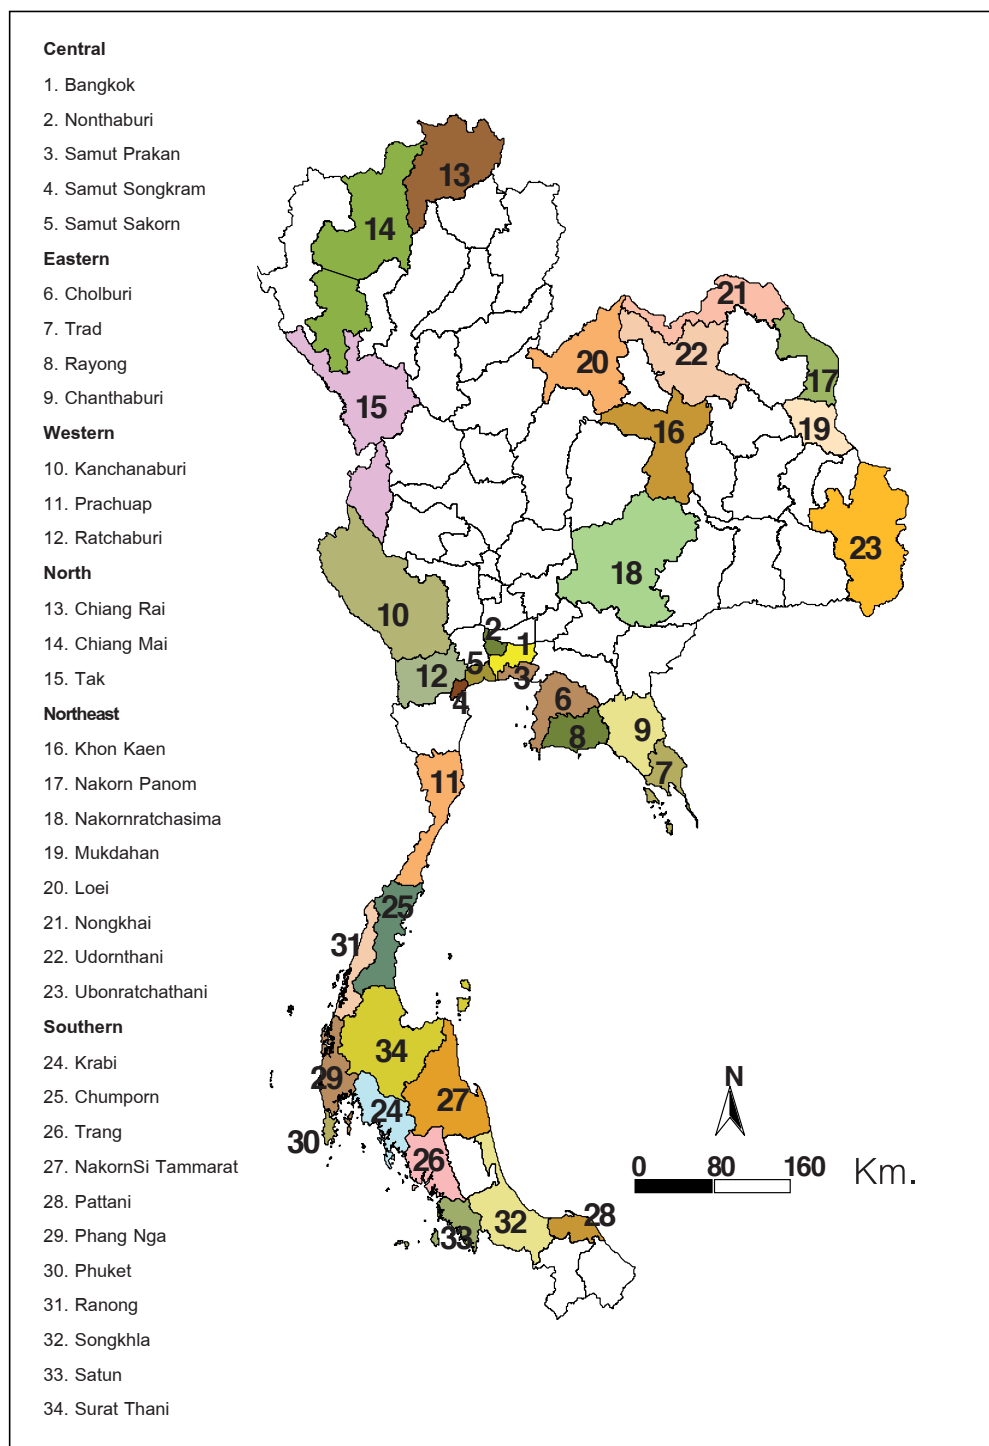 Central
1. Bangkok
2. Nonthaburi
3. Samut Prakan
4. Samut Songkram
5. Samut Sakorn
Eastern
6. Cholburi
7. Trad
8. Rayong
9. Chanthaburi
Western
10. Kanchanaburi
11. Prachuap
12. Ratchaburi
North
13. Chiang Rai
14. Chiang Mai
15. Tak
Northeast
16. Khon Kaen
17. Nakorn Panom
18. Nakornratchasima
19. Mukdahan
20. Loei
21. Nongkhai
22. Udornthani
23. Ubonratchathani
Southern
24. Krabi
25. Chumporn
26. Trang
27. NakornSi Tammarat
28. Pattani
29. Phang Nga
30. Phuket
31. Ranong
32. Songkhla
33. Satun
34. Surat Thani
13
14
21
20
22
17
15
16
19
23
18
10
2
1
5
12
3
4
6
9
8
7
11
25
31
34
29
27
24
30
26
32
28
33
N
0 80 160 Km.